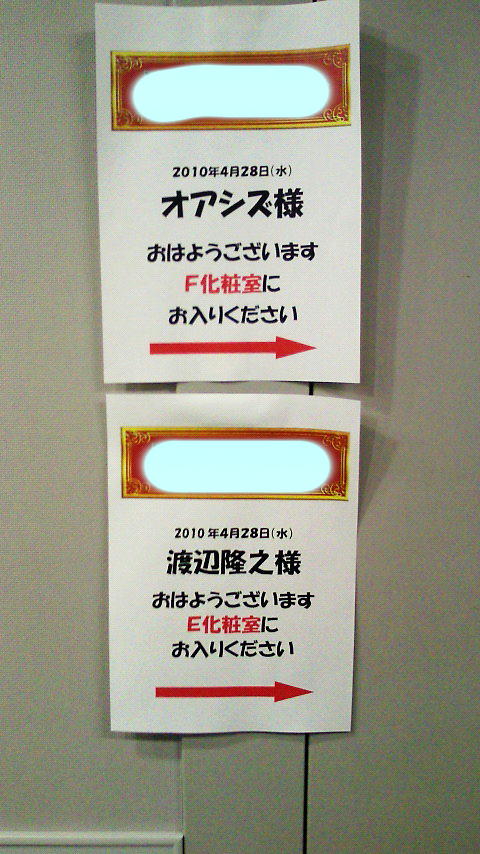 2010年4月28日(水)
オアシズ様
おはようございます
F化粧室に
お入りください
2010年4月28日(水)
渡辺隆之様
おはようございます
E化粧室に
お入りください